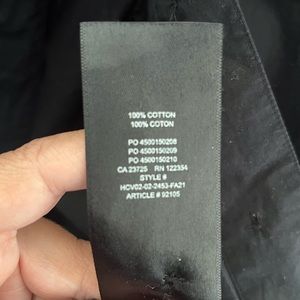 100% COTTON
100% COTON
PO 4500150208
PO 4500150209
PO 4500150210
CA 23725 RN 122354
STYLE #
HCV02-02-2453-FA21
ARTICLE # 92105